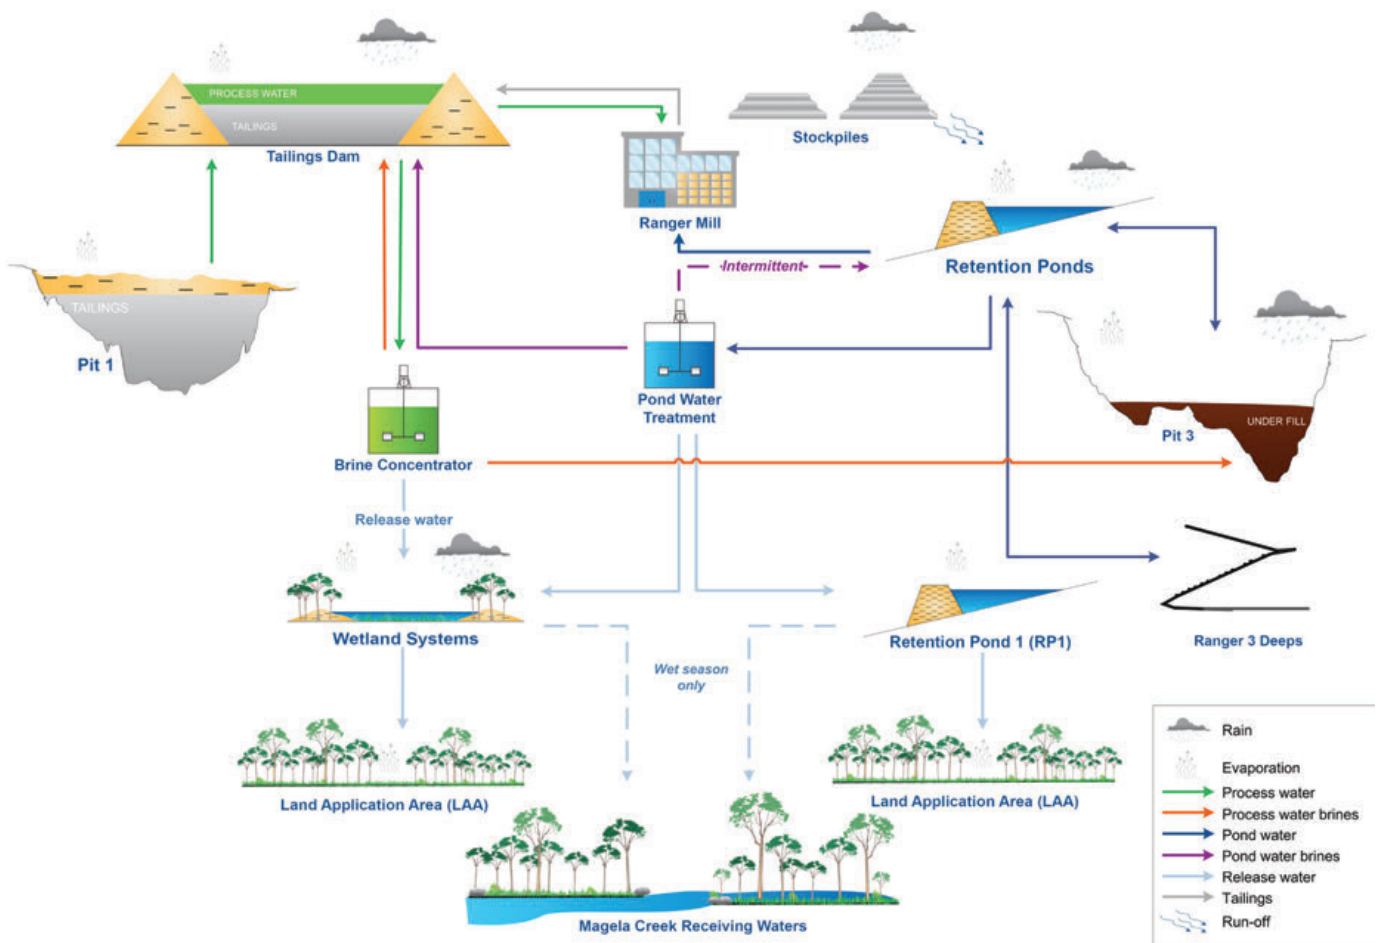 PROCESS WATER
TAILINGS
Tailings Dam
Stockpiles
Ranger Mill
Retention Ponds
Intermittent
TAILINGS
Pit 1
Pond Water
Treatment
UNDER FILL
Pit 3
Brine Concentrator
Release water
Wetland Systems
Retention Pond 1 (RP1)
Ranger 3 Deeps
Wet season
only
Land Application Area (LAA)
Land Application Area (LAA)
Magela Creek Receiving Waters
Rain
Evaporation
Process water
Process water brines
Pond water
Pond water brines
Release water
Tailings
Run-off